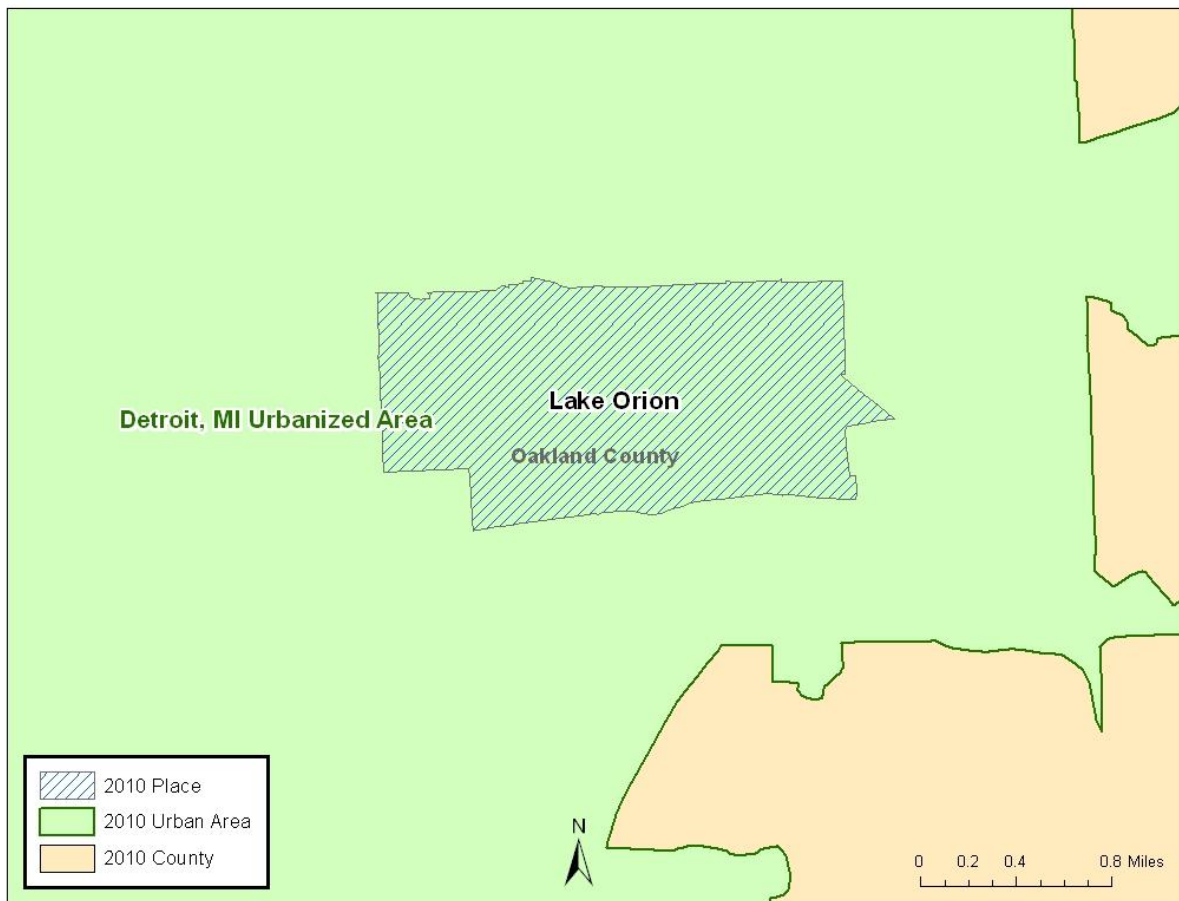 Lake Orion
Detroit, MI Urbanized Area
Oakland County
2010 Place
2010 Urban Area
2010 County
N
0 0.2 0.4 0.8 Miles